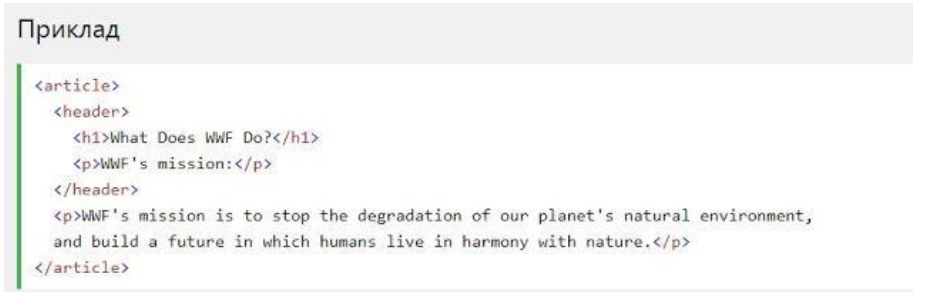 Приклад
<article>
<header>
<h1>What Does WWF Do?</h1>
<p>WWF's mission:</p>
</header>
<p>WWF's mission is to stop the degradation of our planet's natural environment,
and build a future in which humans live in harmony with nature.</p>
</article>